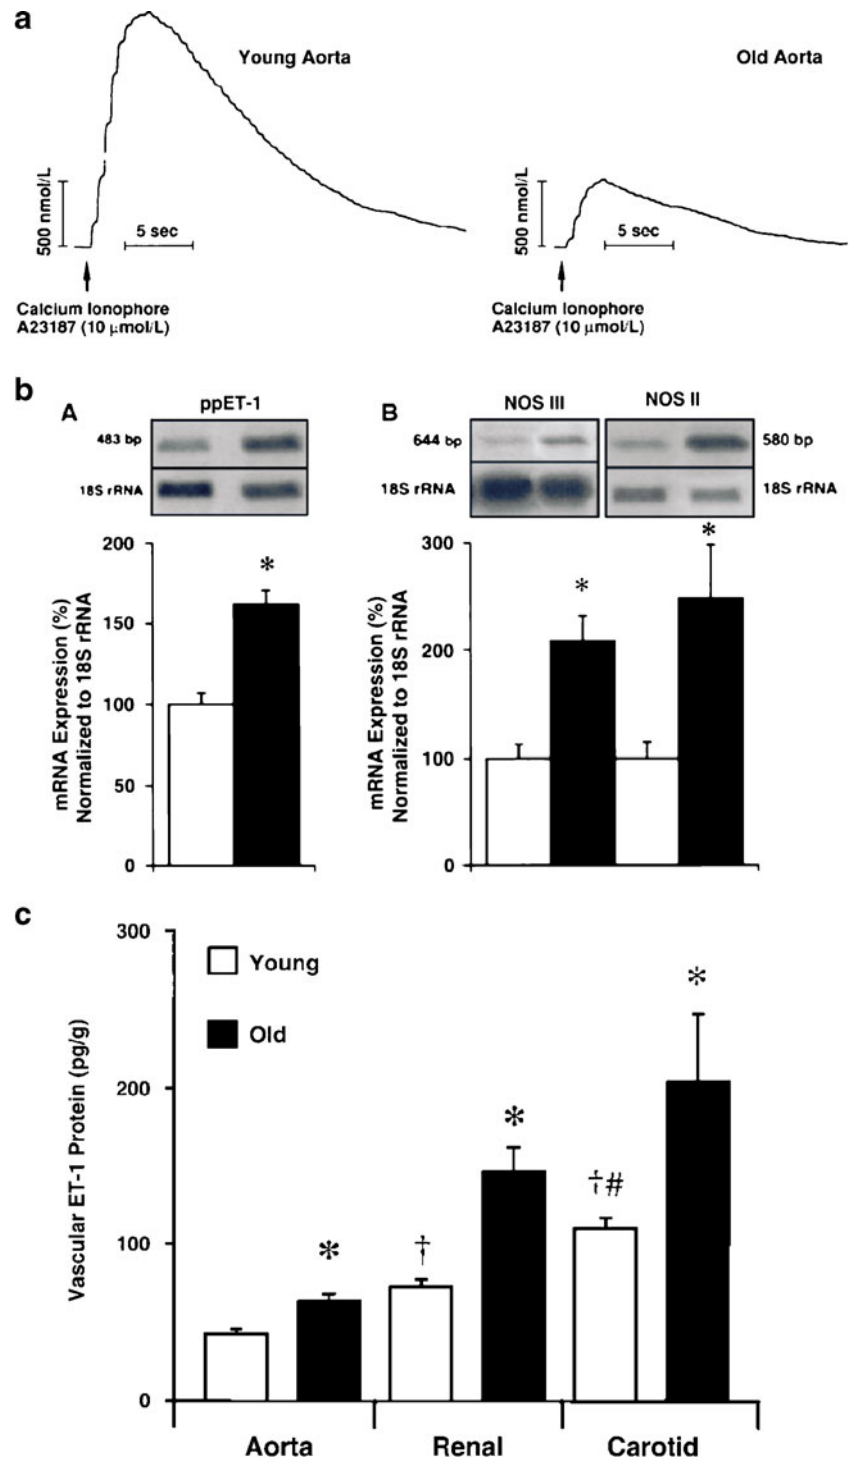 a
Young Aorta
Old Aorta
500 nmol/L
5 sec
500 nmol/L
5 sec
Calcium Ionophore
A23187 (10 μmol/L)
Calcium Ionophore
A23187 (10 μmol/L)
b
A
ppET-1
483 bp
18S rRNA
B
NOS III
NOS II
644 bp
580 bp
18S rRNA
18S rRNA
mRNA Expression (%)
Normalized to 18S rRNA
200
150
100
50
0
*
mRNA Expression (%)
Normalized to 18S rRNA
300
200
100
0
*
*
c
Vascular ET-1 Protein (pg/g)
300
200
100
0
Young
Old
*
†
*
†#
*
Aorta
Renal
Carotid